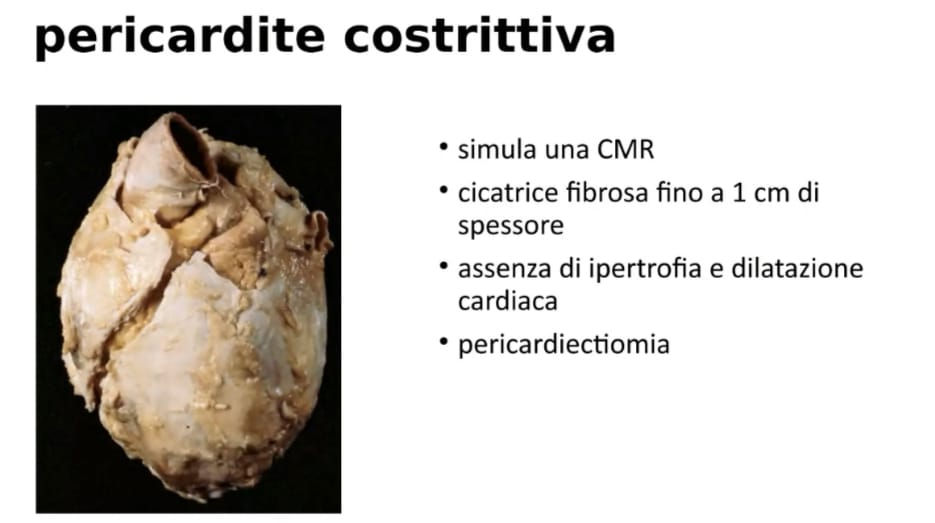 pericardite costrittiva
• simula una CMR
• cicatrice fibrosa fino a 1 cm di
spessore
• assenza di ipertrofia e dilatazione
cardiaca
• pericardiectiomia